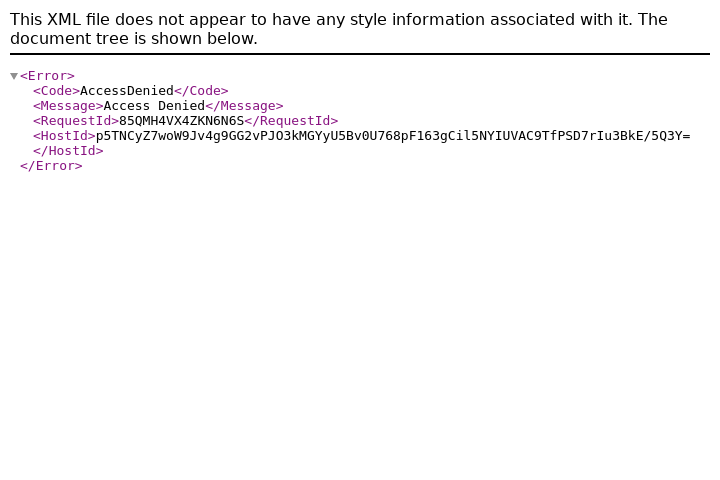 This XML file does not appear to have any style information associated with it. The
document tree is shown below.
<Error>
<Code>AccessDenied</Code>
<Message>Access Denied</Message>
<RequestId>85QMH4VX4ZKN6N6S</RequestId>
<HostId>p5TNCyZ7woW9Jv4g9GG2vPJO3kMGYyU5Bv0U768pF163gCil5NYIUVAC9TfPSD7rIu3BkE/5Q3Y=
</HostId>
</Error>